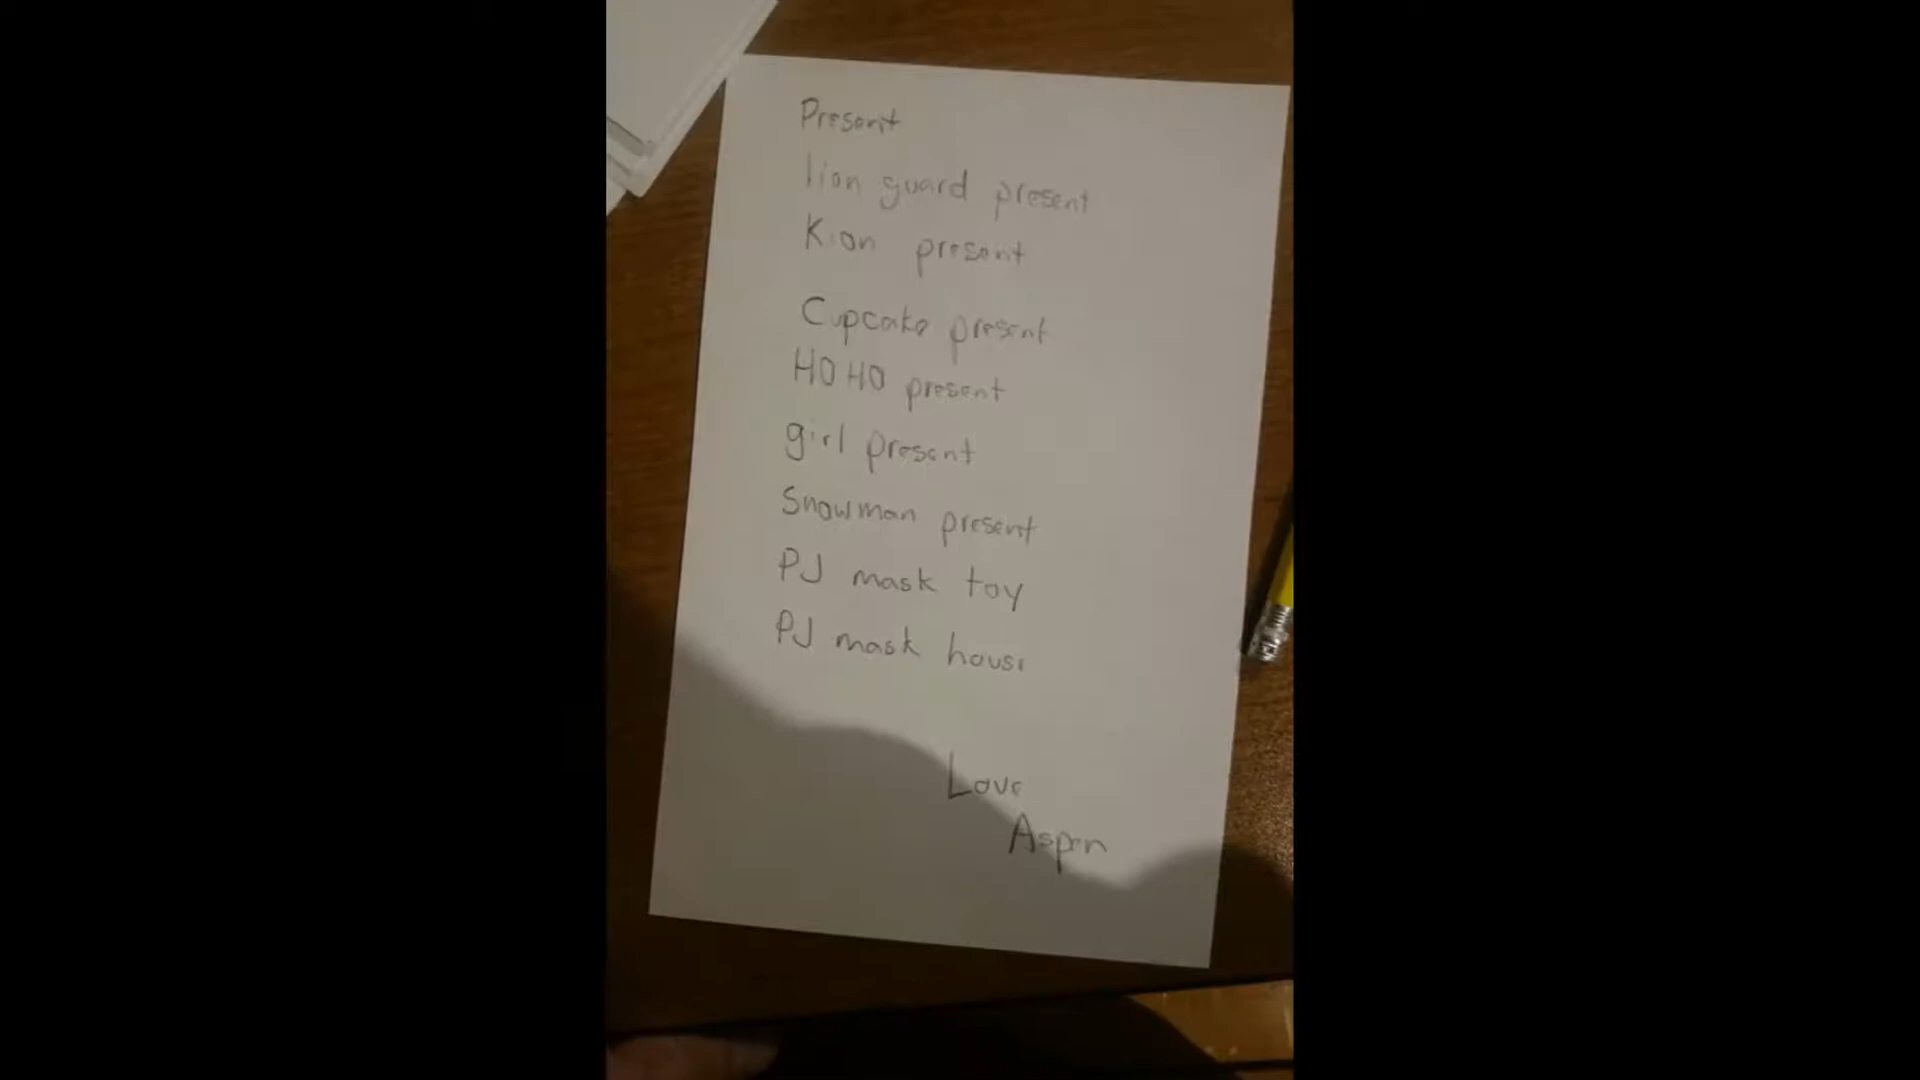 Present
lion guard present
Kion present
Cupcake present
HO HO present
girl present
Snowman present
PJ mask toy
PJ mask house
Love
Aspen